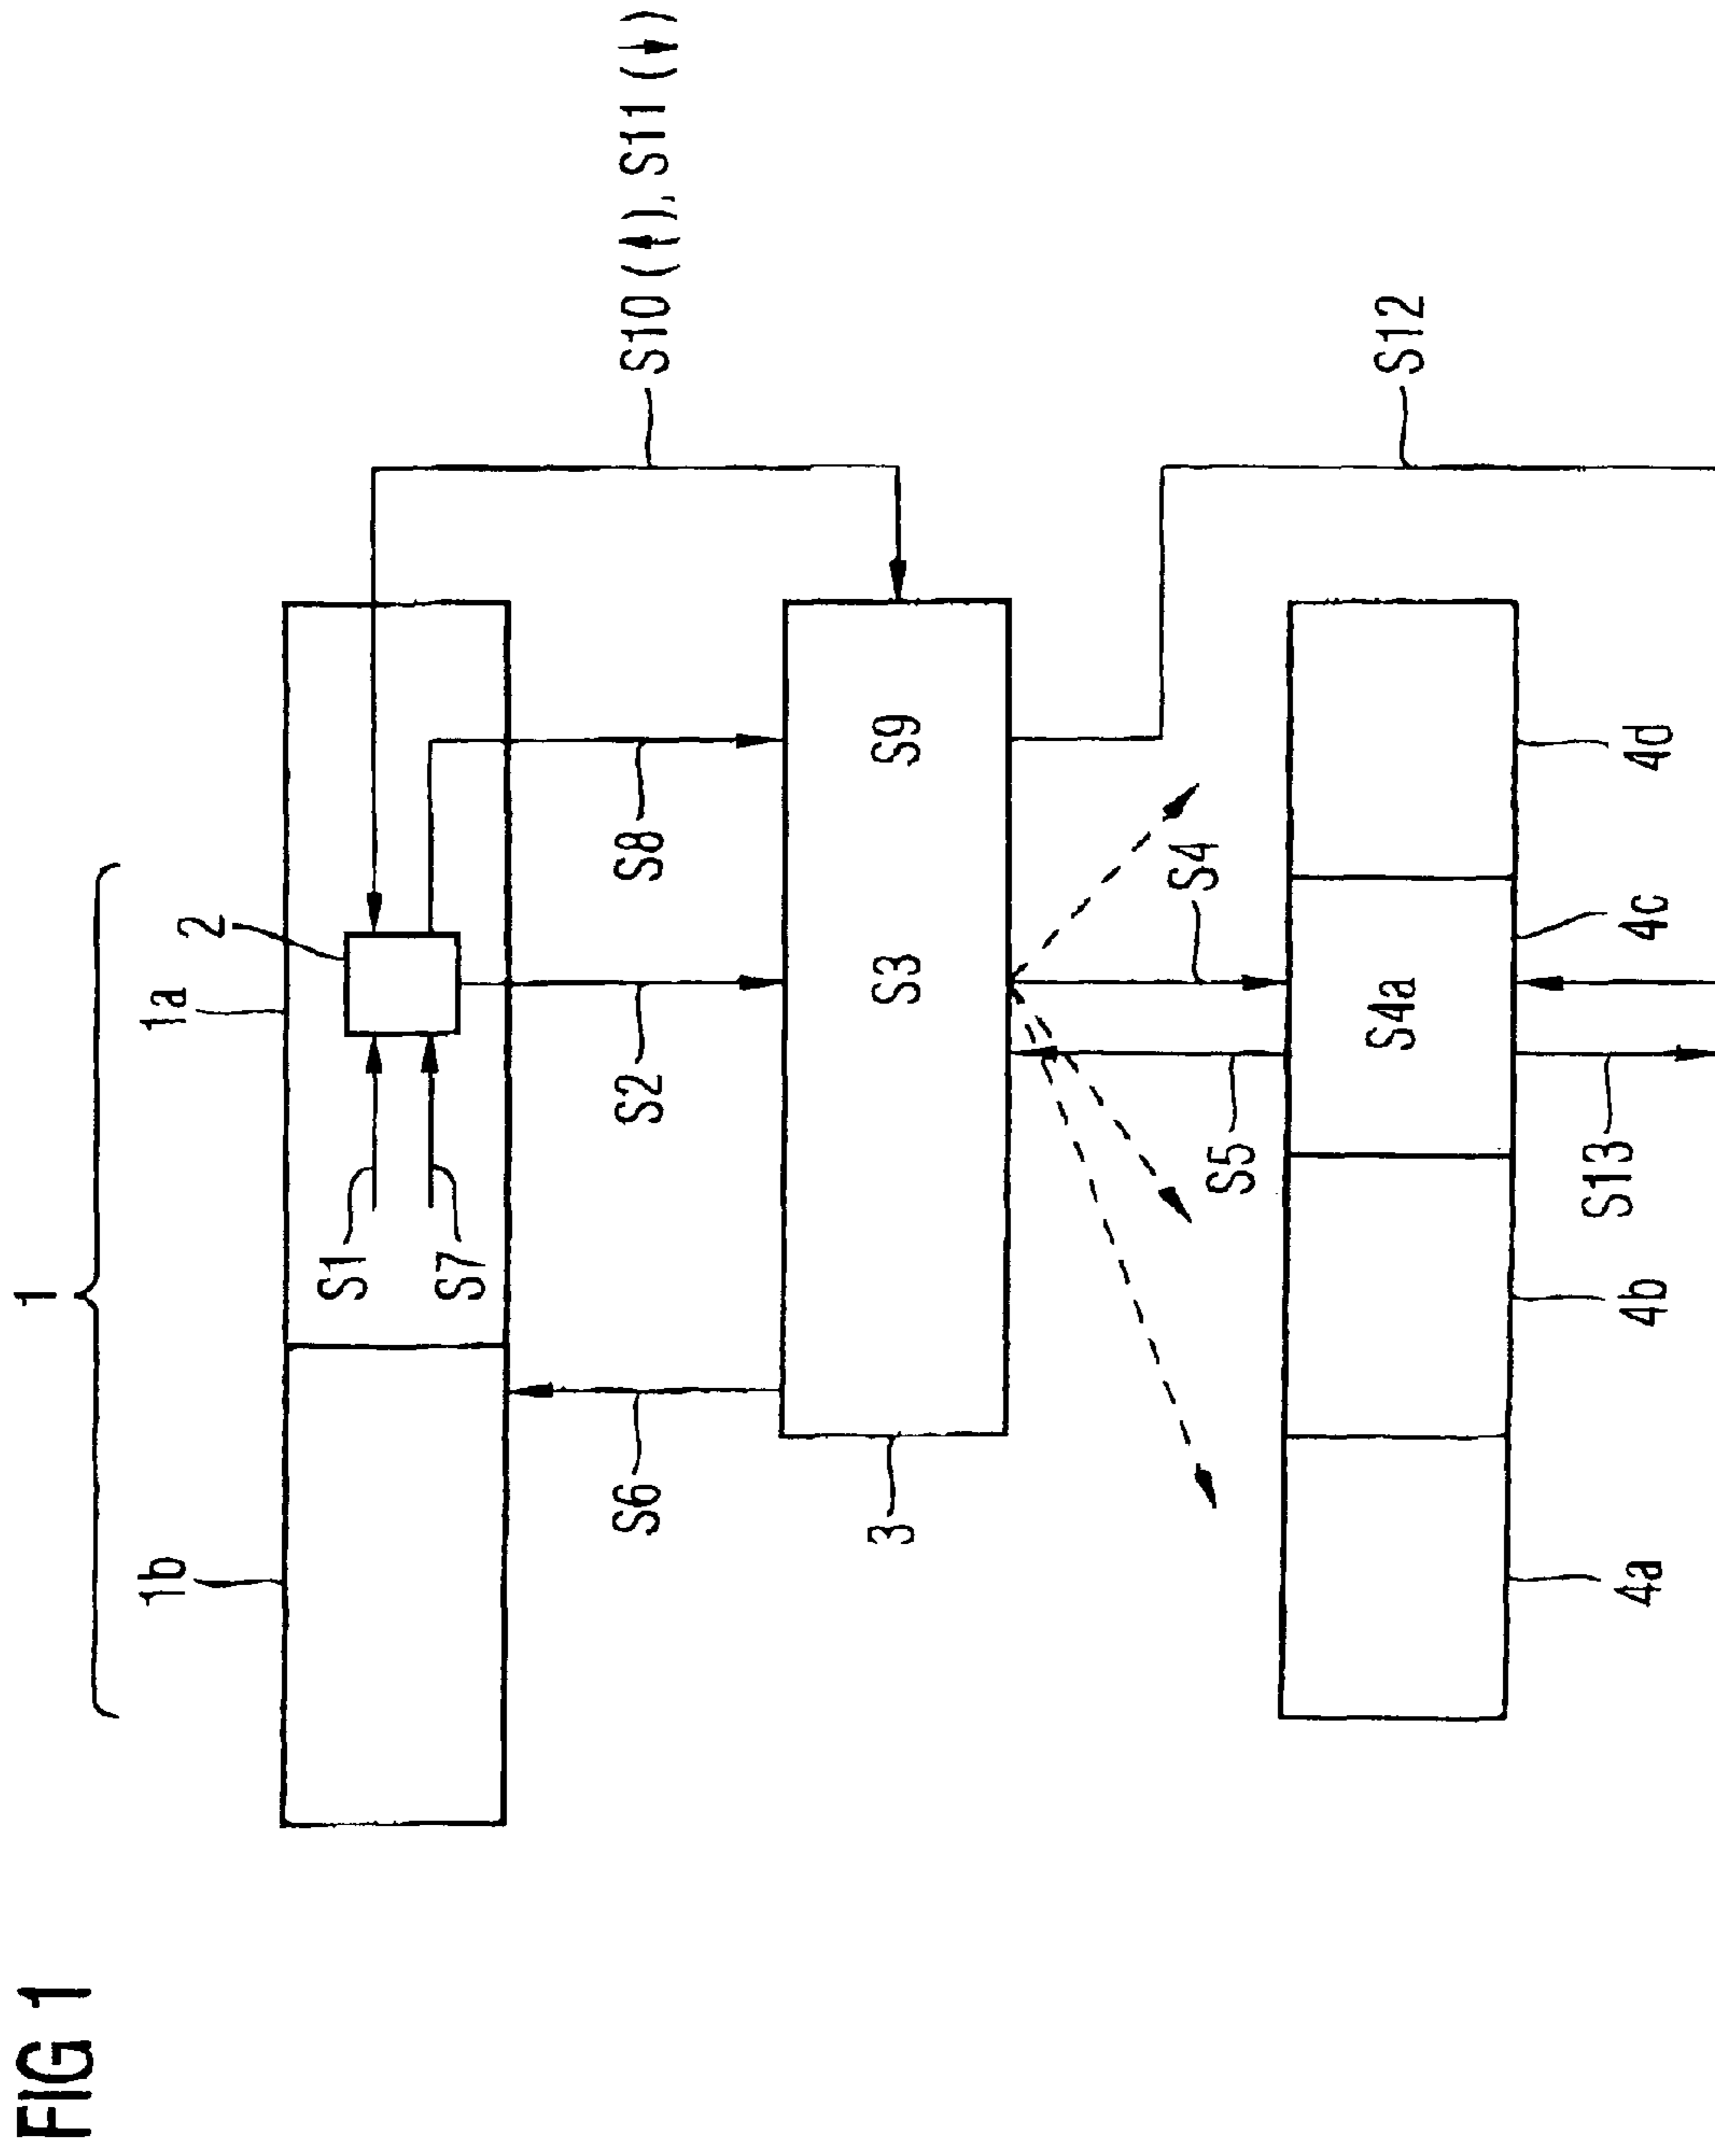 FIG 1
1
1b
1a
2
S1
S7
S6
S2
S8
S10 (↑), S11 (↓)
3
S3
S9
S5
S4
S4a
S12
S13
4a
4b
4c
4d